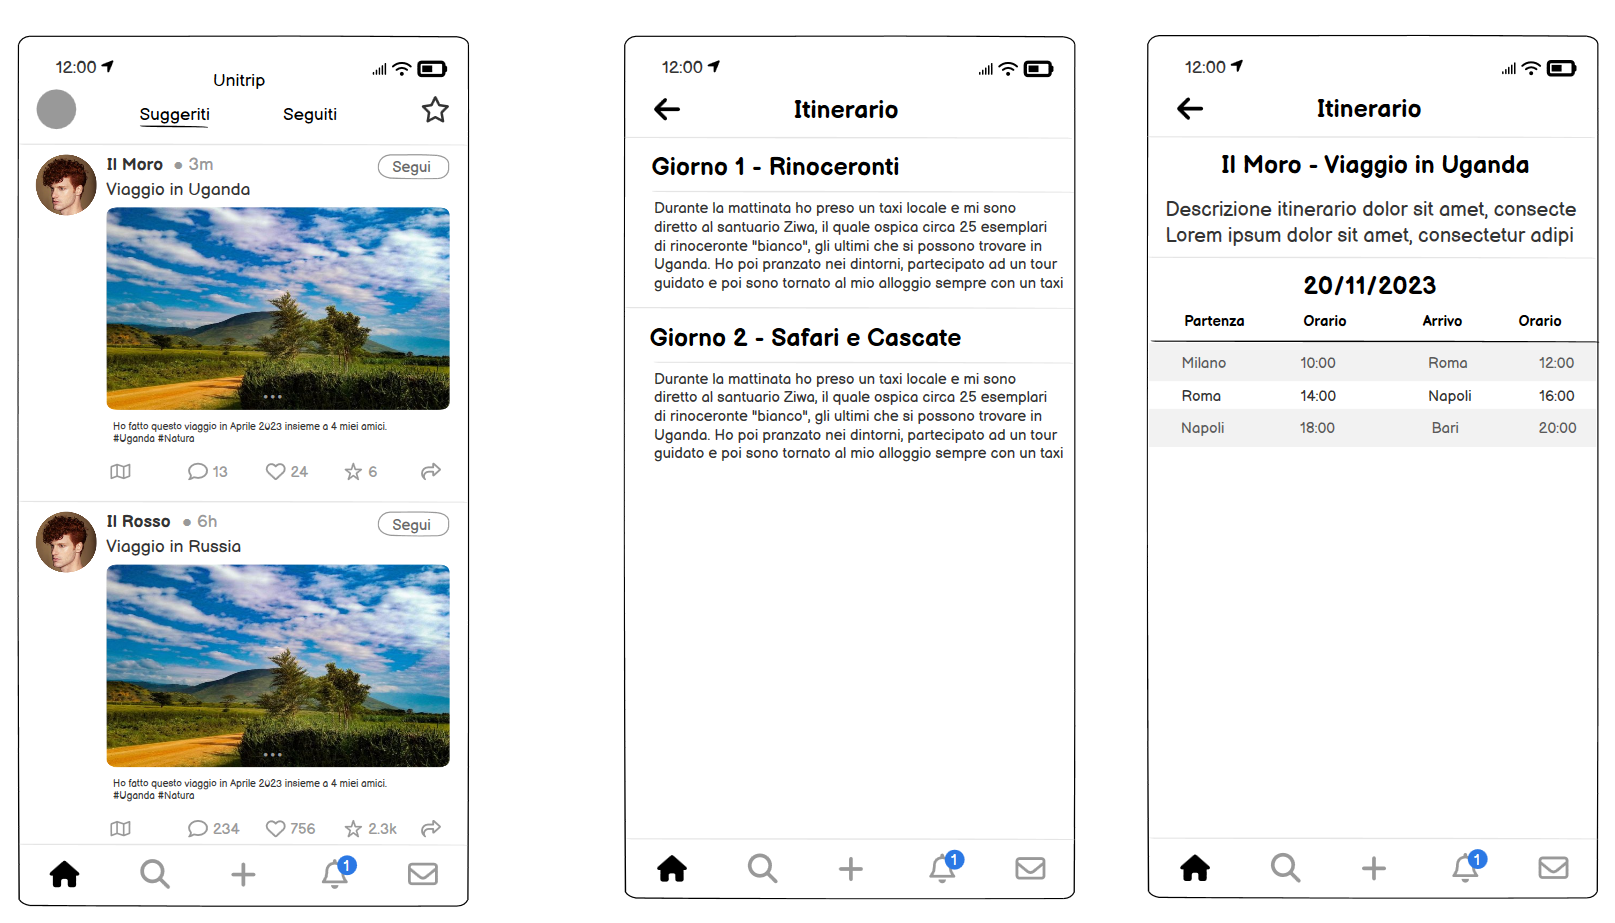 12:00
Unitrip
Suggeriti Seguiti
Il Moro ● 3m
Segui
Viaggio in Uganda
Ho fatto questo viaggio in Aprile 2023 insieme a 4 miei amici.
#Uganda #Natura
13 24 6
Il Rosso ● 6h
Segui
Viaggio in Russia
Ho fatto questo viaggio in Aprile 2023 insieme a 4 miei amici.
#Uganda #Natura
234 756 2.3k
1
12:00
Itinerario
Giorno 1 - Rinoceronti
Durante la mattinata ho preso un taxi locale e mi sono
diretto al santuario Ziwa, il quale ospica circa 25 esemplari
di rinoceronte "bianco", gli ultimi che si possono trovare in
Uganda. Ho poi pranzato nei dintorni, partecipato ad un tour
guidato e poi sono tornato al mio alloggio sempre con un taxi
Giorno 2 - Safari e Cascate
Durante la mattinata ho preso un taxi locale e mi sono
diretto al santuario Ziwa, il quale ospica circa 25 esemplari
di rinoceronte "bianco", gli ultimi che si possono trovare in
Uganda. Ho poi pranzato nei dintorni, partecipato ad un tour
guidato e poi sono tornato al mio alloggio sempre con un taxi
1
12:00
Itinerario
Il Moro - Viaggio in Uganda
Descrizione itinerario dolor sit amet, consecte
Lorem ipsum dolor sit amet, consectetur adipi
20/11/2023
Partenza Orario Arrivo Orario
Milano 10:00 Roma 12:00
Roma 14:00 Napoli 16:00
Napoli 18:00 Bari 20:00
1